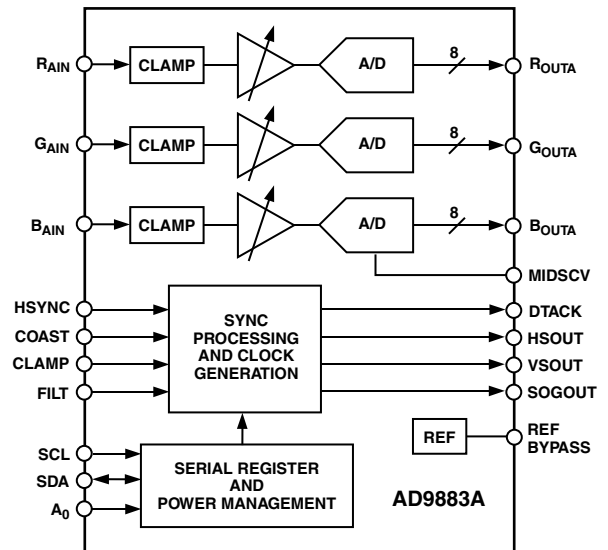 R_AIN CLAMP A/D 8 R_OUTA
G_AIN CLAMP A/D 8 G_OUTA
B_AIN CLAMP A/D 8 B_OUTA
MIDSCV
HSYNC
COAST
CLAMP
FILT
SYNC
PROCESSING
AND CLOCK
GENERATION
DTACK
HSOUT
VSOUT
SOGOUT
REF
REF
BYPASS
SCL
SDA
A_0
SERIAL REGISTER
AND
POWER MANAGEMENT
AD9883A